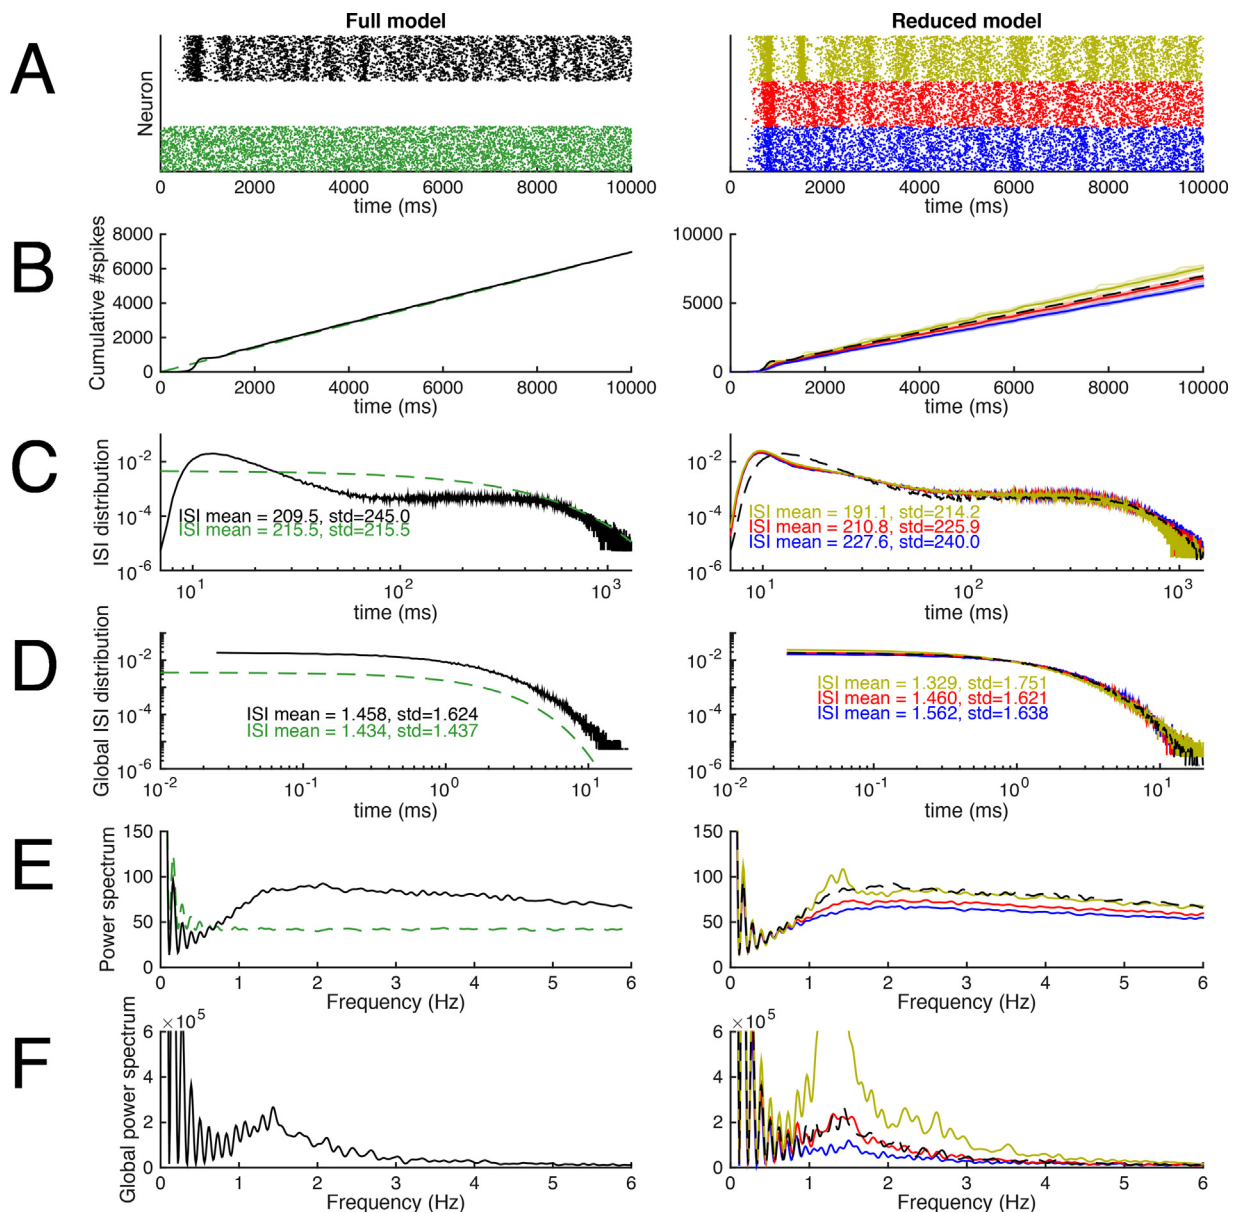 Full model
Reduced model
A
Neuron
0 2000 4000 6000 8000 10000
time (ms)
0 2000 4000 6000 8000 10000
time (ms)
B
Cumulative #spikes
8000
6000
4000
2000
0
0 2000 4000 6000 8000 10000
time (ms)
10000
5000
0
0 2000 4000 6000 8000 10000
time (ms)
C
ISI distribution
10-2
10-4
10-6
ISI mean = 209.5, std=245.0
ISI mean = 215.5, std=215.5
101 102 103
time (ms)
10-2
10-4
10-6
ISI mean = 191.1, std=214.2
ISI mean = 210.8, std=225.9
ISI mean = 227.6, std=240.0
101 102 103
time (ms)
D
Global ISI distribution
10-2
10-4
10-6
ISI mean = 1.458, std=1.624
ISI mean = 1.434, std=1.437
10-2 10-1 100 101
time (ms)
10-2
10-4
10-6
ISI mean = 1.329, std=1.751
ISI mean = 1.460, std=1.621
ISI mean = 1.562, std=1.638
10-2 10-1 100 101
time (ms)
E
Power spectrum
150
100
50
0
0 1 2 3 4 5 6
Frequency (Hz)
150
100
50
0
0 1 2 3 4 5 6
Frequency (Hz)
F
Global power spectrum
×105
6
4
2
0
0 1 2 3 4 5 6
Frequency (Hz)
×105
6
4
2
0
0 1 2 3 4 5 6
Frequency (Hz)